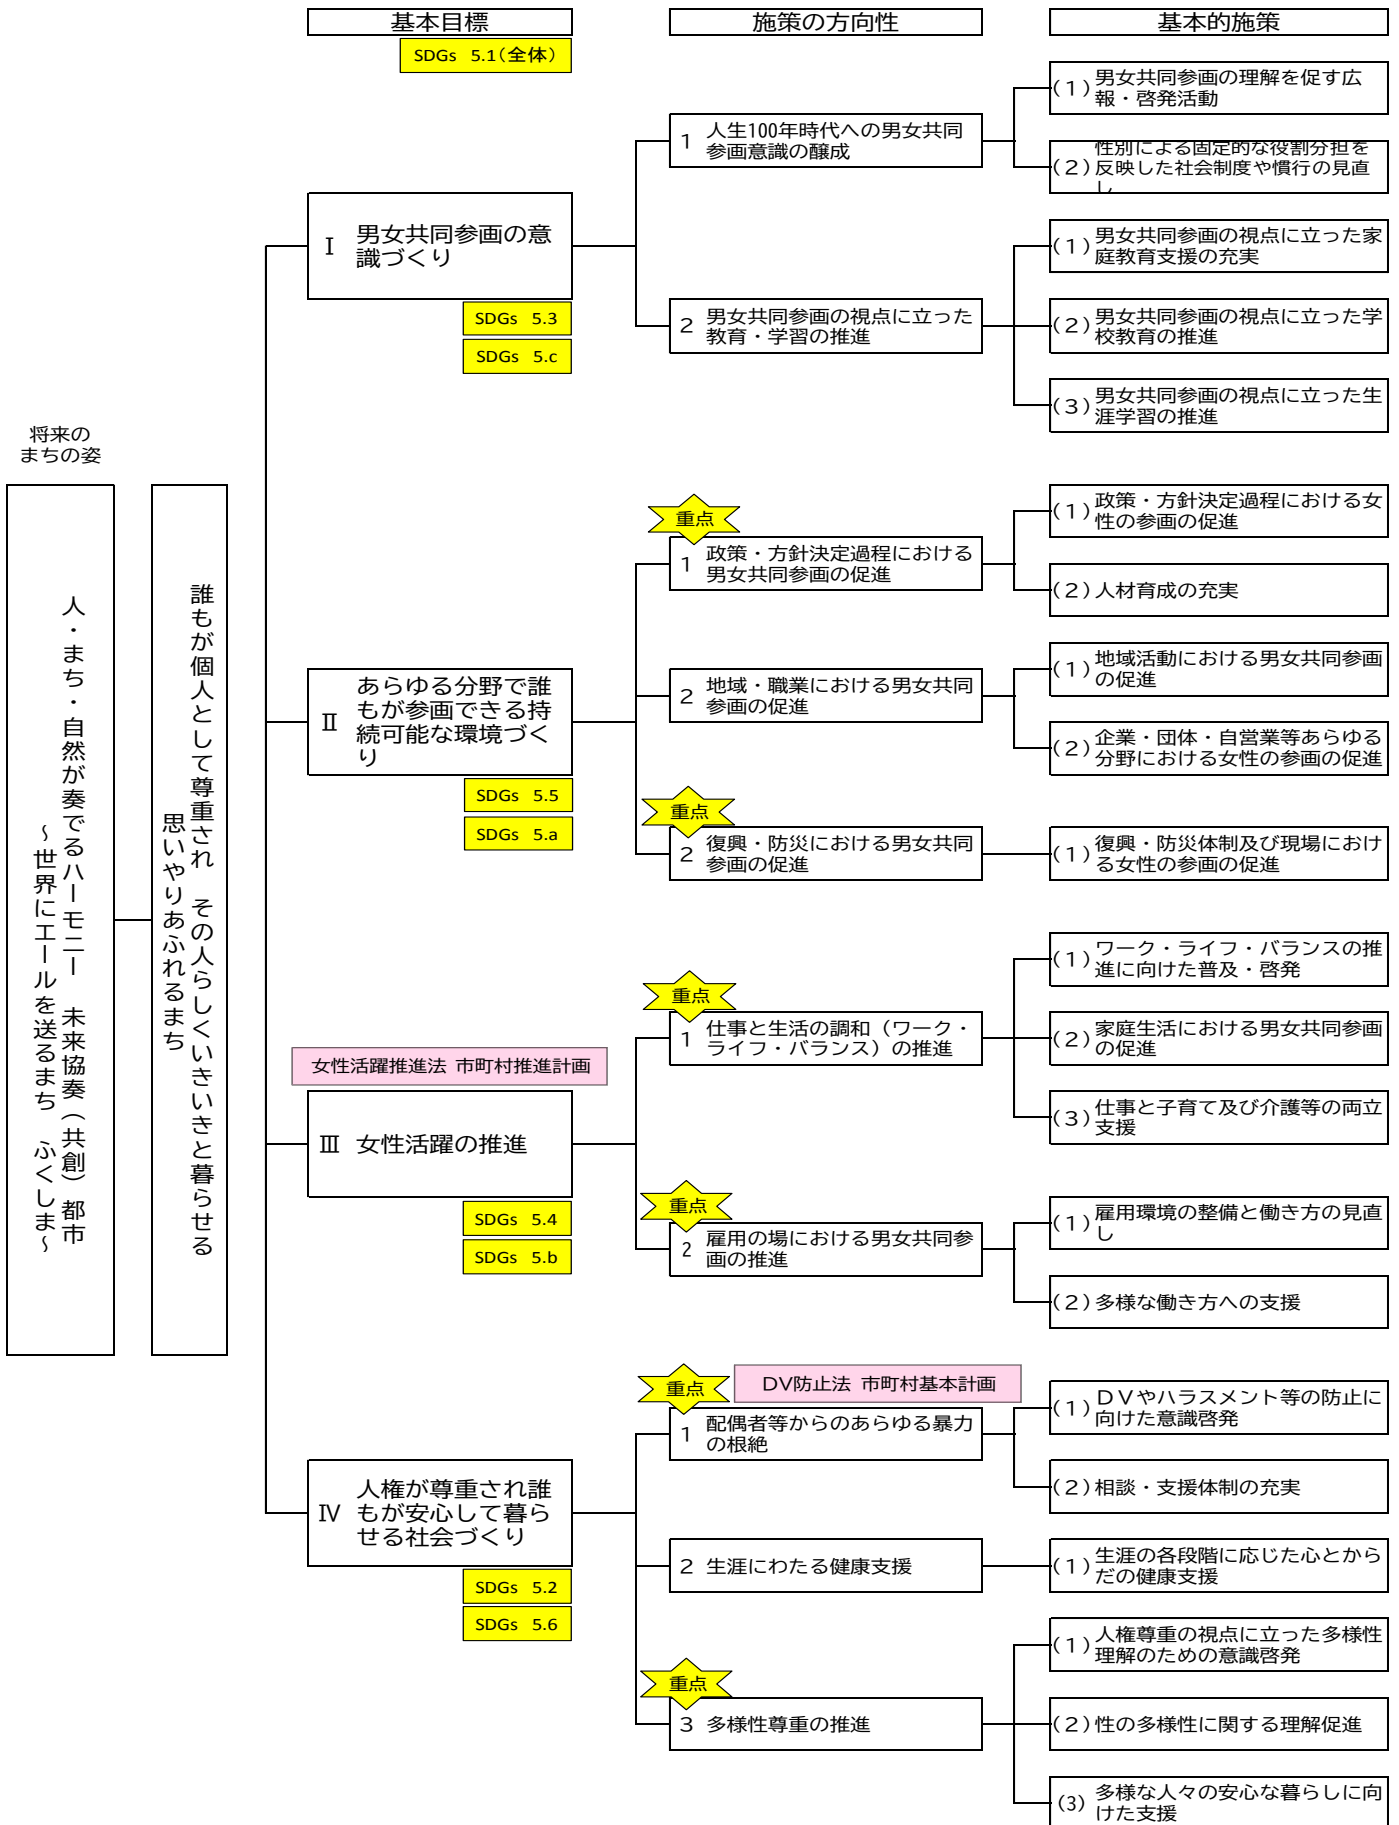 基本目標
施策の方向性
基本的施策
SDGs 5.1(全体)
(1)男女共同参画の理解を促す広
報・啓発活動
1 人生100年時代への男女共同
参画意識の醸成
性別による固定的な役割分担を
(2)反映した社会制度や慣行の見直
し
Ⅰ 男女共同参画の意
識づくり
(1)男女共同参画の視点に立った家
庭教育支援の充実
SDGs 5.3
SDGs 5.c
2 男女共同参画の視点に立った
教育・学習の推進
(2)男女共同参画の視点に立った学
校教育の推進
(3)男女共同参画の視点に立った生
涯学習の推進
将来の
まちの姿
人・まち・自然が奏でるハーモニー 未来協奏(共創)都市
~世界にエールを送るまち ふくしま~
誰もが個人として尊重され その人らしくいきいきと暮らせる
思いやりあふれるまち
重点
1 政策・方針決定過程における
男女共同参画の促進
(1)政策・方針決定過程における女
性の参画の促進
(2)人材育成の充実
Ⅱ あらゆる分野で誰
もが参画できる持
続可能な環境づく
り
SDGs 5.5
SDGs 5.a
2 地域・職業における男女共同
参画の促進
(1)地域活動における男女共同参画
の促進
(2)企業・団体・自営業等あらゆる
分野における女性の参画の促進
重点
2 復興・防災における男女共同
参画の促進
(1)復興・防災体制及び現場におけ
る女性の参画の促進
女性活躍推進法 市町村推進計画
Ⅲ 女性活躍の推進
SDGs 5.4
SDGs 5.b
重点
1 仕事と生活の調和(ワーク・
ライフ・バランス)の推進
(1)ワーク・ライフ・バランスの推
進に向けた普及・啓発
(2)家庭生活における男女共同参画
の促進
(3)仕事と子育て及び介護等の両立
支援
重点
2 雇用の場における男女共同参
画の推進
(1)雇用環境の整備と働き方の見直
し
(2)多様な働き方への支援
Ⅳ 人権が尊重され誰
もが安心して暮ら
せる社会づくり
SDGs 5.2
SDGs 5.6
重点
DV防止法 市町村基本計画
1 配偶者等からのあらゆる暴力
の根絶
(1)DVやハラスメント等の防止に
向けた意識啓発
(2)相談・支援体制の充実
2 生涯にわたる健康支援
(1)生涯の各段階に応じた心とから
だの健康支援
重点
3 多様性尊重の推進
(1)人権尊重の視点に立った多様性
理解のための意識啓発
(2)性の多様性に関する理解促進
(3)多様な人々の安心な暮らしに向
けた支援